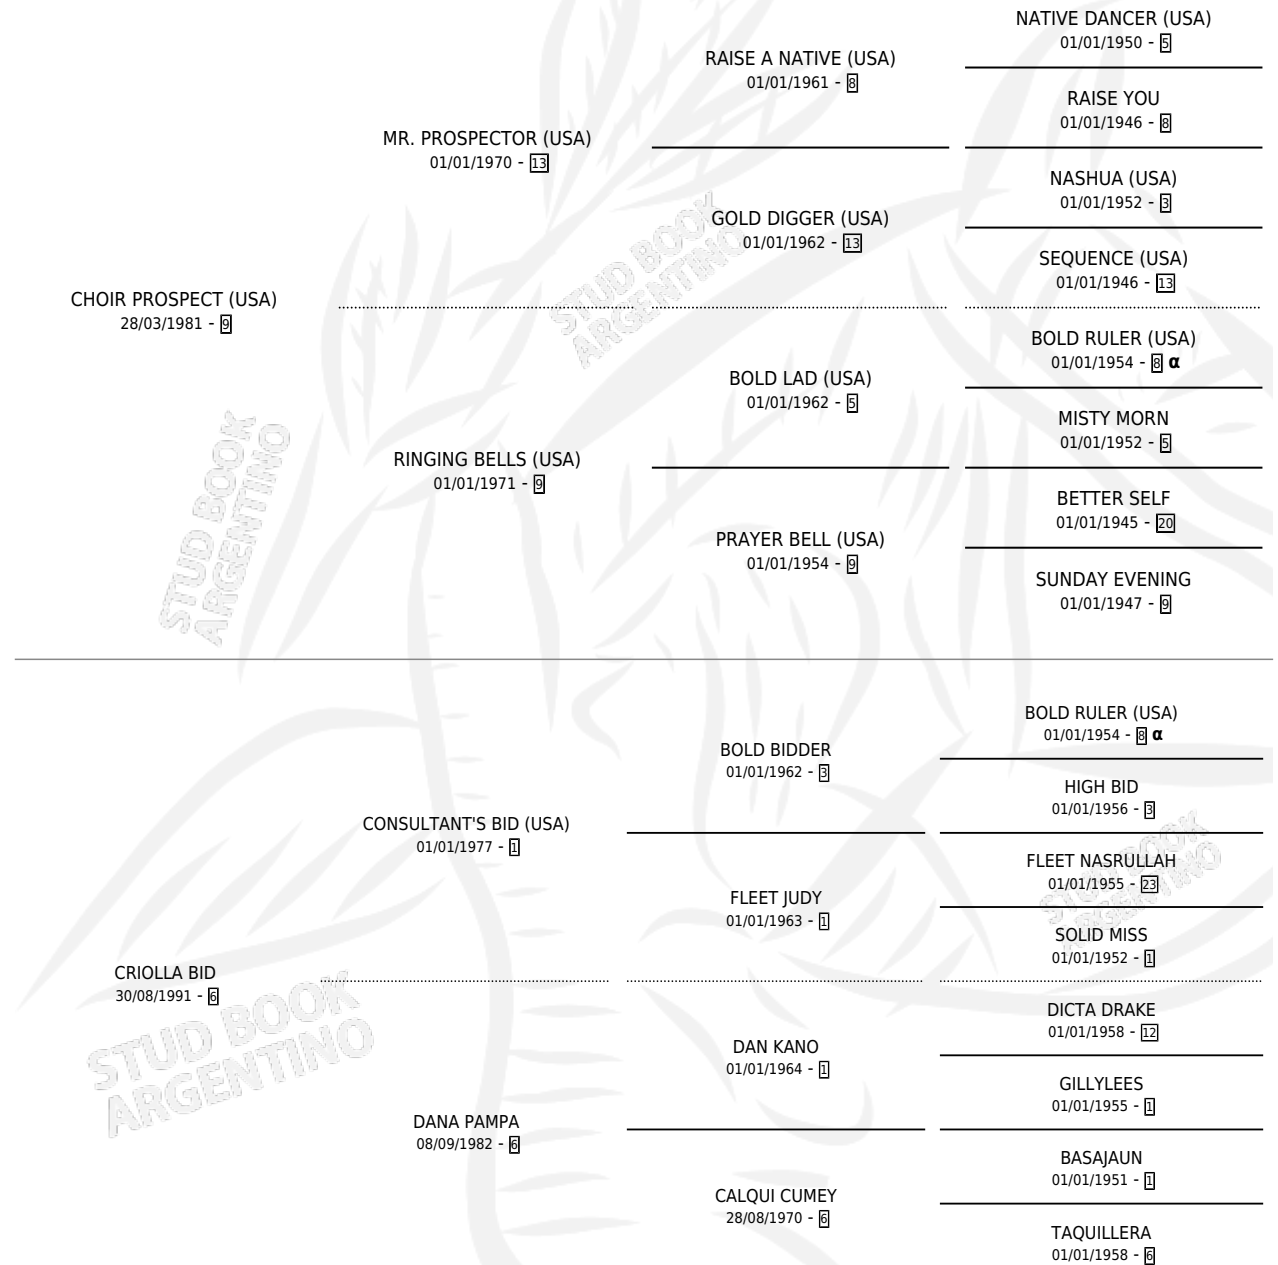 NATIVE DANCER (USA)
01/01/1950 - 5
RAISE A NATIVE (USA)
01/01/1961 - 8
RAISE YOU
01/01/1946 - 8
MR. PROSPECTOR (USA)
01/01/1970 - 13
NASHUA (USA)
01/01/1952 - 3
GOLD DIGGER (USA)
01/01/1962 - 13
SEQUENCE (USA)
01/01/1946 - 13
CHOIR PROSPECT (USA)
28/03/1981 - 9
BOLD RULER (USA)
01/01/1954 - 8 α
BOLD LAD (USA)
01/01/1962 - 5
MISTY MORN
01/01/1952 - 5
RINGING BELLS (USA)
01/01/1971 - 9
BETTER SELF
01/01/1945 - 20
PRAYER BELL (USA)
01/01/1954 - 9
SUNDAY EVENING
01/01/1947 - 9
BOLD RULER (USA)
01/01/1954 - 8 α
BOLD BIDDER
01/01/1962 - 3
HIGH BID
01/01/1956 - 3
CONSULTANT'S BID (USA)
01/01/1977 - 1
FLEET NASRULLAH
01/01/1955 - 23
FLEET JUDY
01/01/1963 - 1
SOLID MISS
01/01/1952 - 1
CRIOLLA BID
30/08/1991 - 6
DICTA DRAKE
01/01/1958 - 12
DAN KANO
01/01/1964 - 1
GILLYLEES
01/01/1955 - 1
DANA PAMPA
08/09/1982 - 6
BASAJAUN
01/01/1951 - 1
CALQUI CUMEY
28/08/1970 - 6
TAQUILLERA
01/01/1958 - 6
STUD BOOK
ARGENTINO
STUD BOOK
ARGENTINO
STUD BOOK
ARGENTINO
STUD BOOK
ARGENTINO